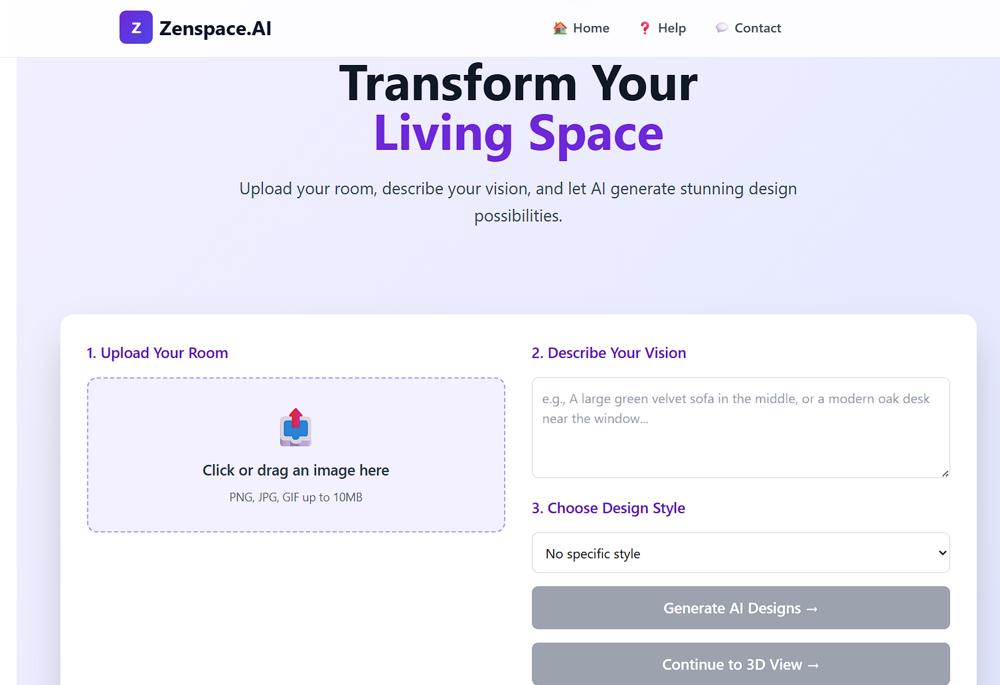 Z Zenspace.AI
Home
Help
Contact
Transform Your
Living Space
Upload your room, describe your vision, and let AI generate stunning design
possibilities.
1. Upload Your Room
Click or drag an image here
PNG, JPG, GIF up to 10MB
2. Describe Your Vision
e.g., A large green velvet sofa in the middle, or a modern oak desk
near the window...
3. Choose Design Style
No specific style
Generate AI Designs →
Continue to 3D View →